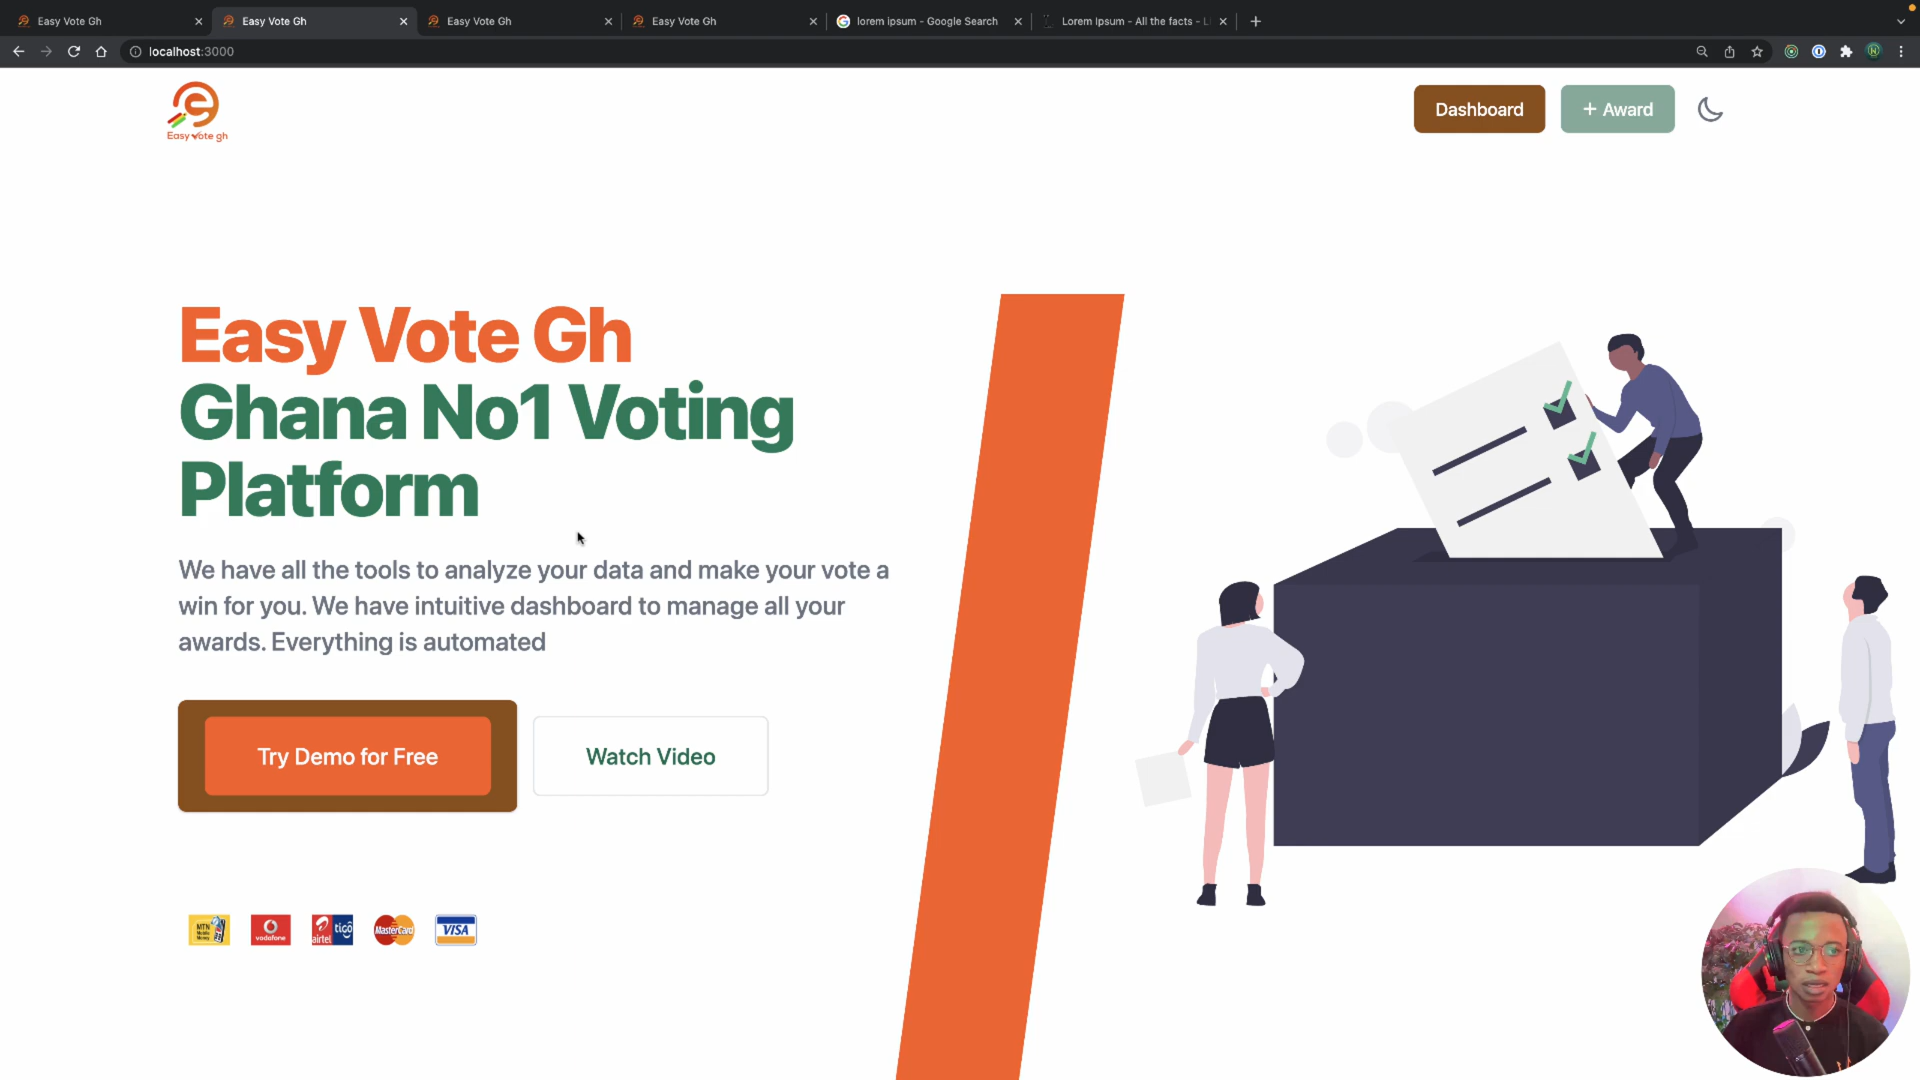 Easy Vote Gh
Easy Vote Gh
Easy Vote Gh
Easy Vote Gh
lorem ipsum - Google Search
Lorem Ipsum - All the facts - Li
localhost:3000
Easy Vote gh
Dashboard
+ Award
Easy Vote Gh
Ghana No1 Voting
Platform
We have all the tools to analyze your data and make your vote a
win for you. We have intuitive dashboard to manage all your
awards. Everything is automated
Try Demo for Free
Watch Video
MTN
Mobile
Money
vodafone
airtel
tigo
MasterCard
VISA